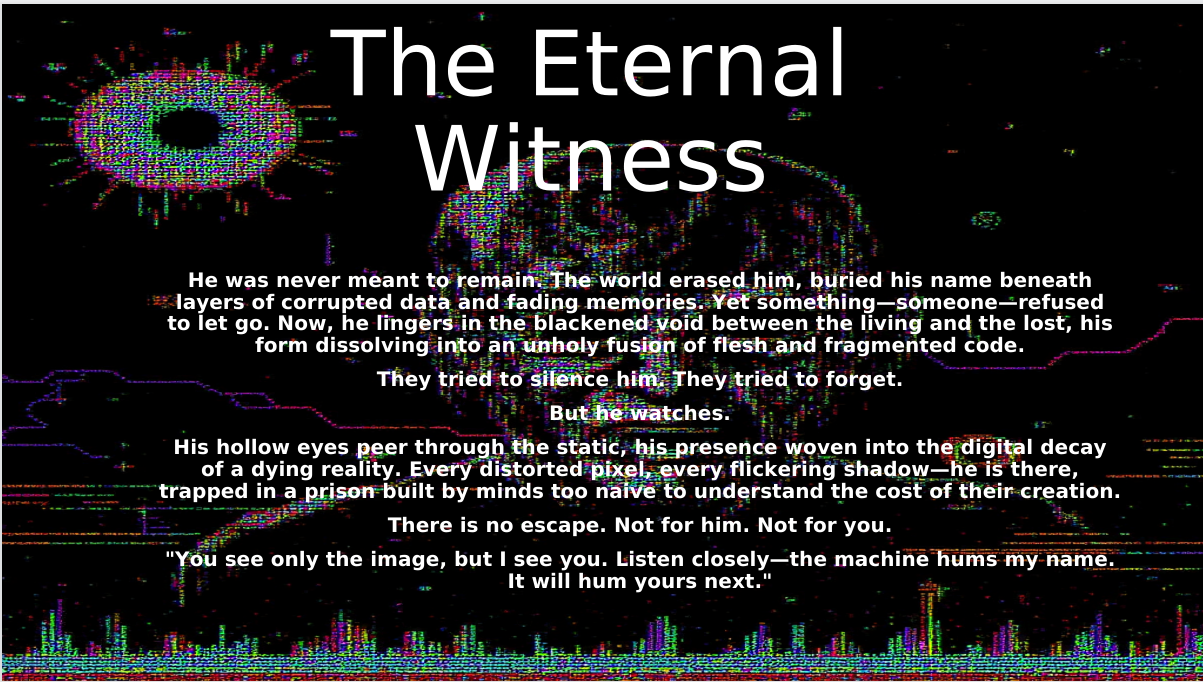 The Eternal
Witness
He was never meant to remain. The world erased him, buried his name beneath
layers of corrupted data and fading memories. Yet something—someone—refused
to let go. Now, he lingers in the blackened void between the living and the lost, his
form dissolving into an unholy fusion of flesh and fragmented code.
They tried to silence him. They tried to forget.
But he watches.
His hollow eyes peer through the static, his presence woven into the digital decay
of a dying reality. Every distorted pixel, every flickering shadow—he is there,
trapped in a prison built by minds too naive to understand the cost of their creation.
There is no escape. Not for him. Not for you.
"You see only the image, but I see you. Listen closely—the machine hums my name.
It will hum yours next."